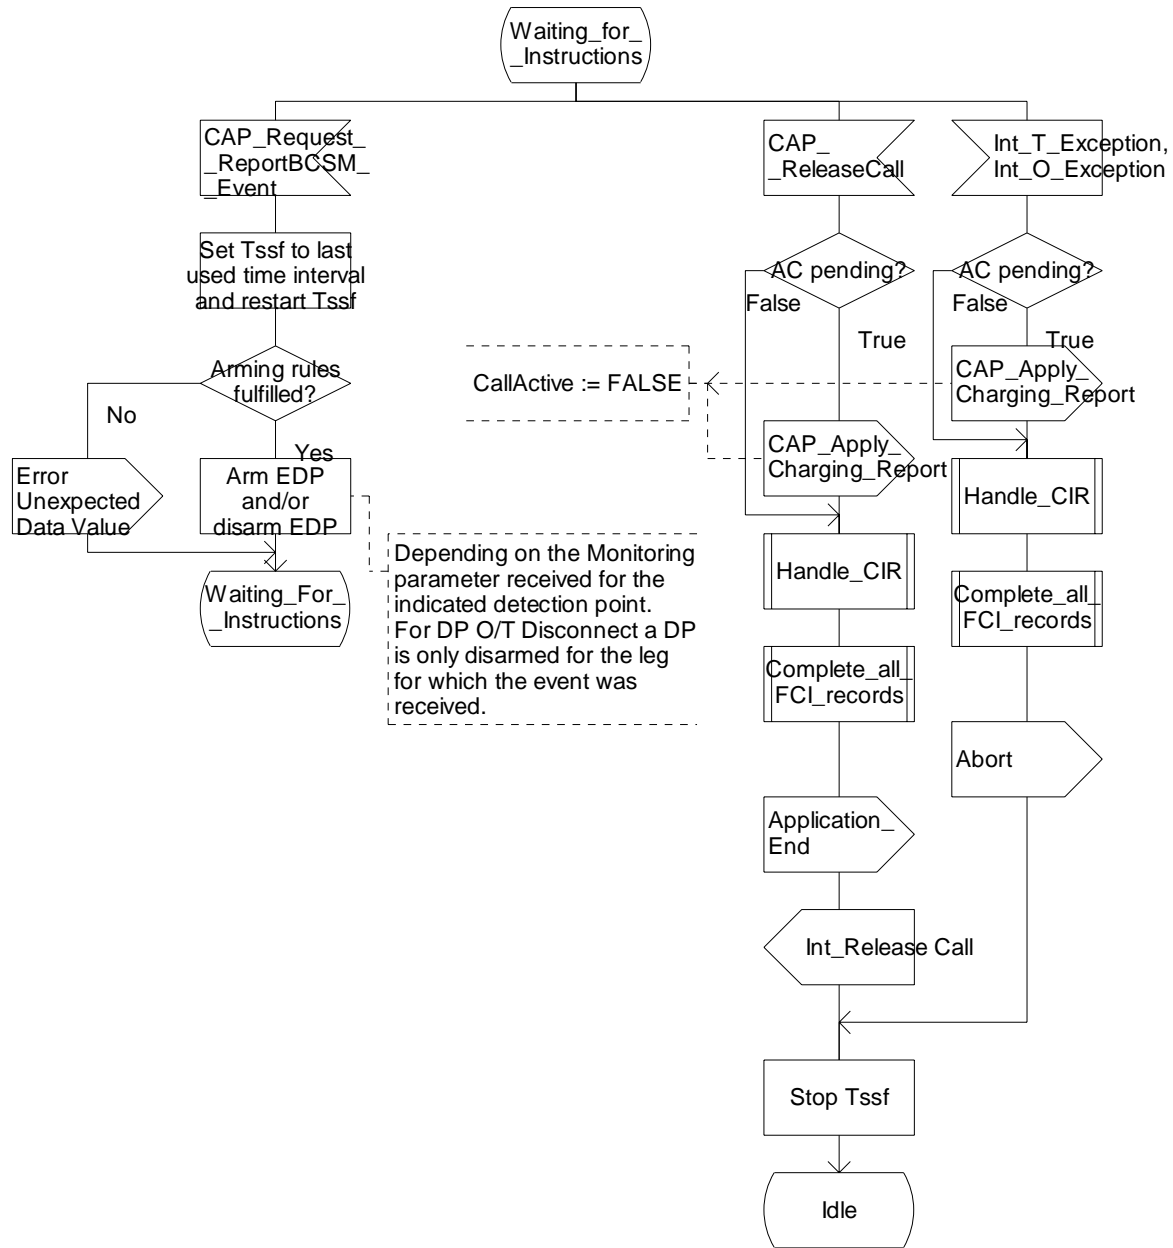 Waiting_for_
_Instructions
CAP_Request_
_ReportBCSM_
_Event
CAP_
_ReleaseCall
Int_T_Exception,
Int_O_Exception
Set Tssf to last
used time interval
and restart Tssf
AC pending?
False
True
AC pending?
False
True
Arming rules
fulfilled?
No
Yes
CallActive := FALSE
CAP_Apply_
Charging_Report
CAP_Apply_
Charging_Report
Error
Unexpected
Data Value
Arm EDP
and/or
disarm EDP
Depending on the Monitoring
parameter received for the
indicated detection point.
For DP O/T Disconnect a DP
is only disarmed for the leg
for which the event was
received.
Waiting_For_
_Instructions
Handle_CIR
Handle_CIR
Complete_all_
FCI_records
Complete_all_
FCI_records
Abort
Application_
End
Int_Release Call
Stop Tssf
Idle